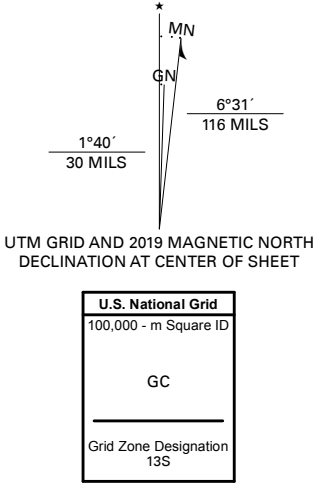 ★
MN
GN
6°31´
116 MILS
1°40´
30 MILS
UTM GRID AND 2019 MAGNETIC NORTH
DECLINATION AT CENTER OF SHEET
U.S. National Grid
100,000 - m Square ID
GC
Grid Zone Designation
13S